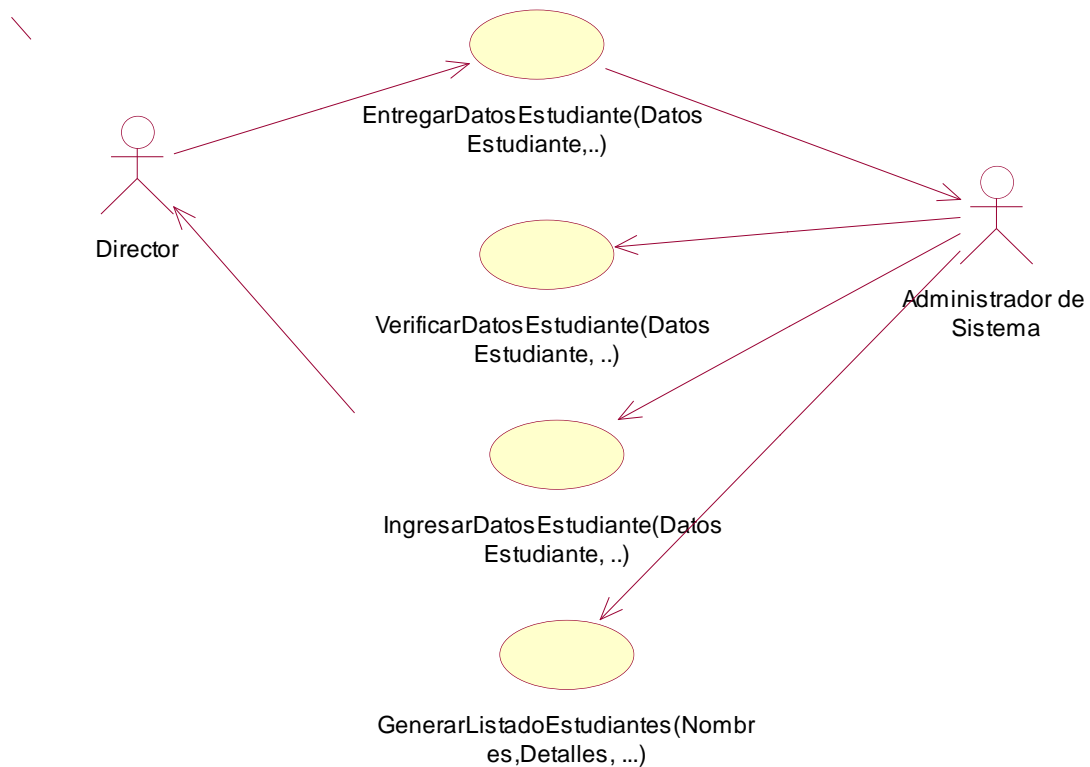 EntregarDatosEstudiante(Datos
Estudiante,..)
Director
Administrador de
Sistema
VerificarDatosEstudiante(Datos
Estudiante, ..)
IngresarDatosEstudiante(Datos
Estudiante, ..)
GenerarListadoEstudiantes(Nombr
es,Detalles, ...)